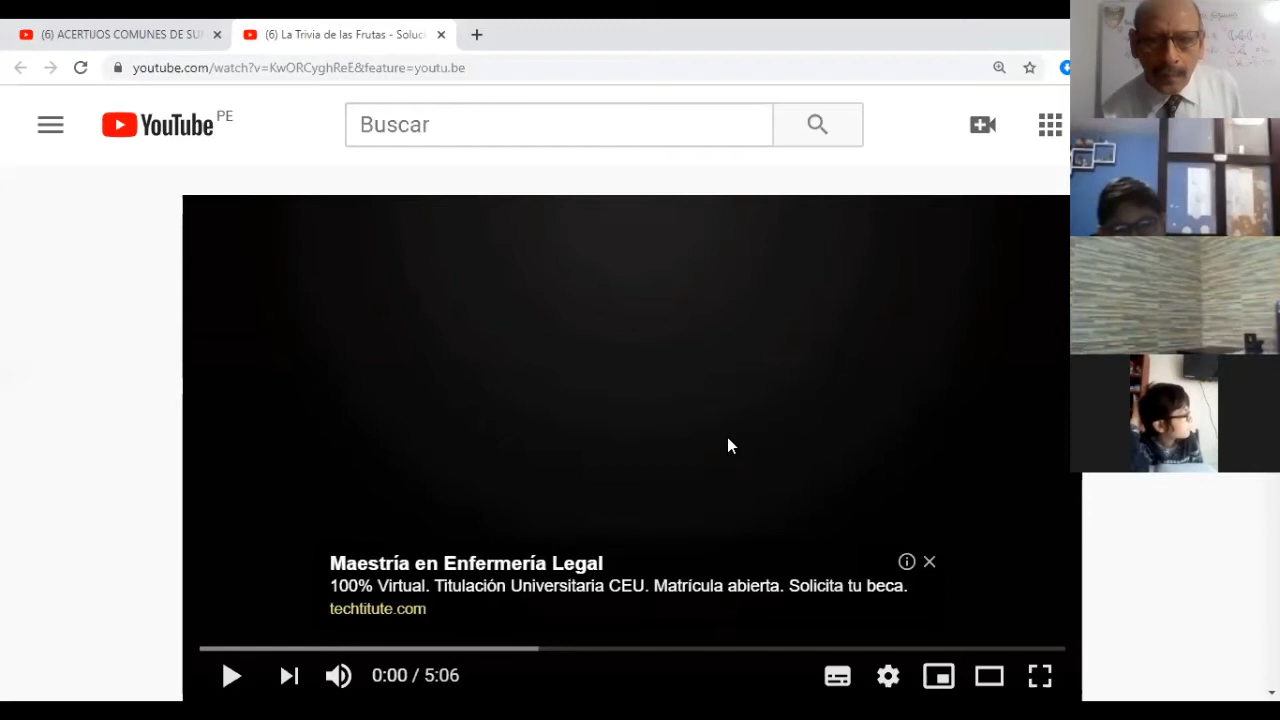 (6) ACERTIJOS COMUNES DE SUI
(6) La Trivia de las Frutas - Soluci
youtube.com/watch?v=KwORCyghReE&feature=youtu.be
YouTube PE
Buscar
Maestría en Enfermería Legal
100% Virtual. Titulación Universitaria CEU. Matrícula abierta. Solicita tu beca.
techtitute.com
0:00 / 5:06